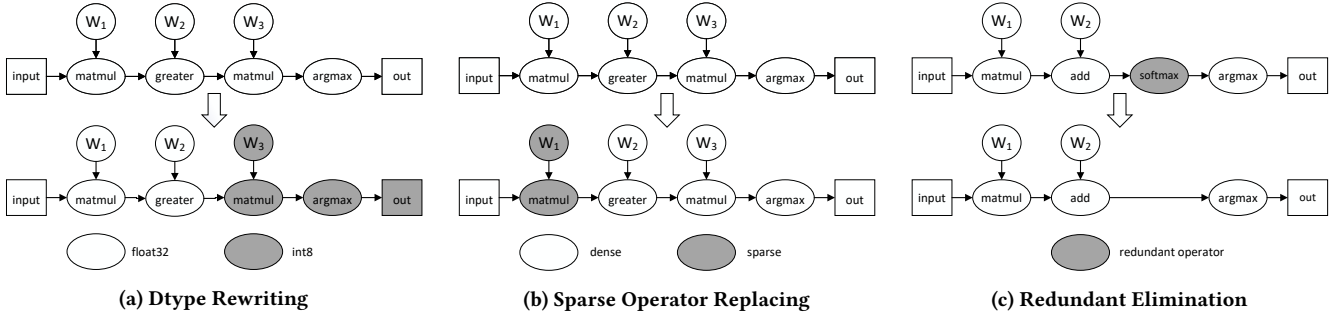 W1 W2 W3
input matmul greater matmul argmax out
W1 W2 W3
input matmul greater matmul argmax out
float32 int8
(a) Dtype Rewriting
W1 W2 W3
input matmul greater matmul argmax out
W1 W2 W3
input matmul greater matmul argmax out
dense sparse
(b) Sparse Operator Replacing
W1 W2
input matmul add softmax argmax out
W1 W2
input matmul add argmax out
redundant operator
(c) Redundant Elimination